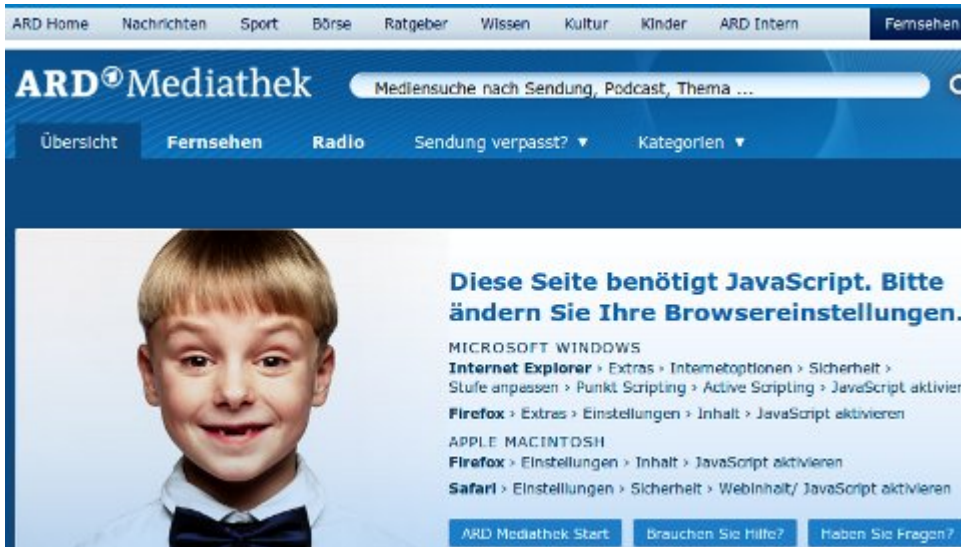 ARD Home Nachrichten Sport Börse Ratgeber Wissen Kultur Kinder ARD Intern Fernsehen
ARD Mediathek Mediensuche nach Sendung, Podcast, Thema ...
Übersicht Fernsehen Radio Sendung verpasst? ▼ Kategorien ▼
Diese Seite benötigt JavaScript. Bitte
ändern Sie Ihre Browsereinstellungen.
MICROSOFT WINDOWS
Internet Explorer › Extras › Internetoptionen › Sicherheit ›
Stufe anpassen › Punkt Scripting › Active Scripting › JavaScript aktivier
Firefox › Extras › Einstellungen › Inhalt › JavaScript aktivieren
APPLE MACINTOSH
Firefox › Einstellungen › Inhalt › JavaScript aktivieren
Safari › Einstellungen › Sicherheit › Webinhalt/ JavaScript aktivieren
ARD Mediathek Start Brauchen Sie Hilfe? Haben Sie Fragen?